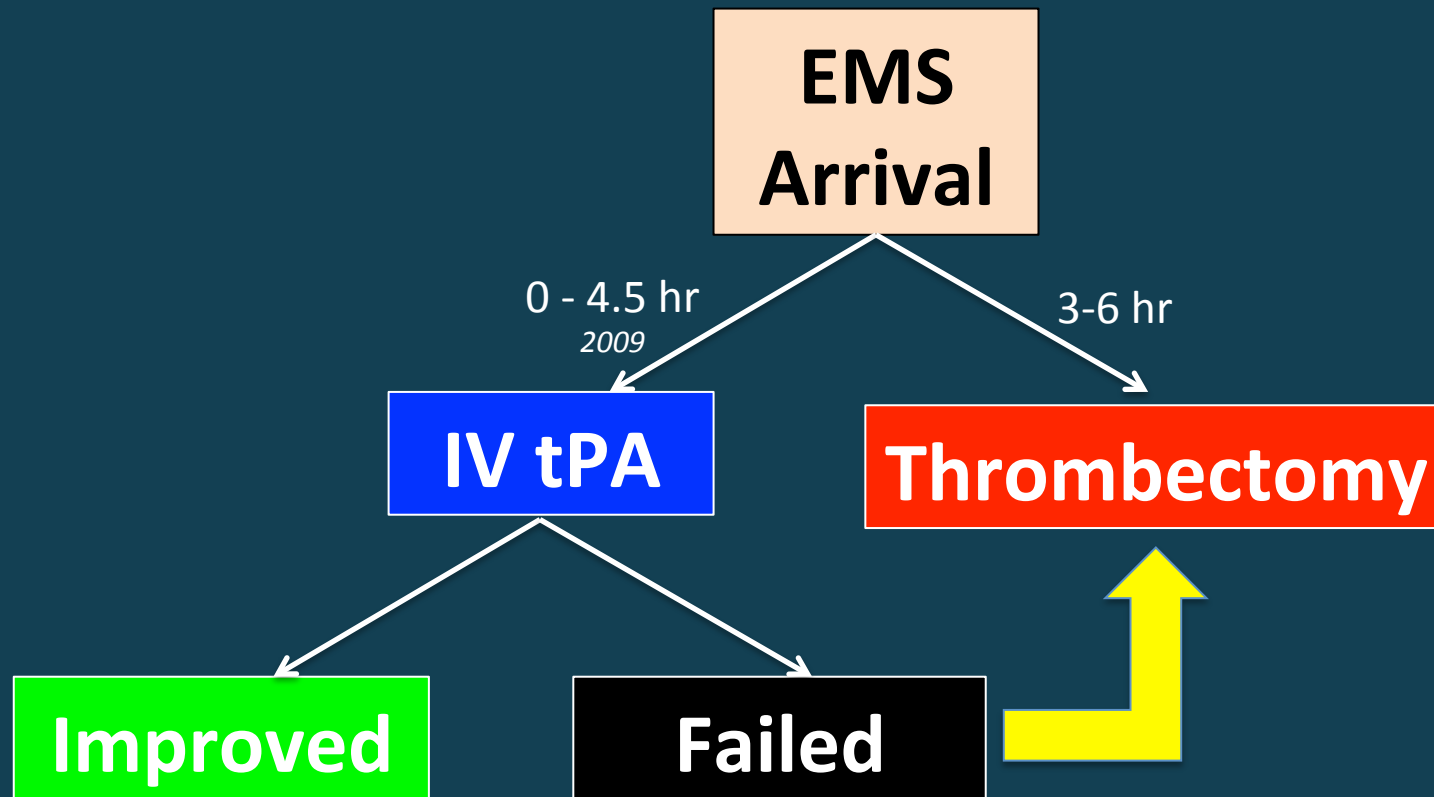 EMS
Arrival
0 - 4.5 hr
2009
3-6 hr
IV tPA
Thrombectomy
Improved
Failed